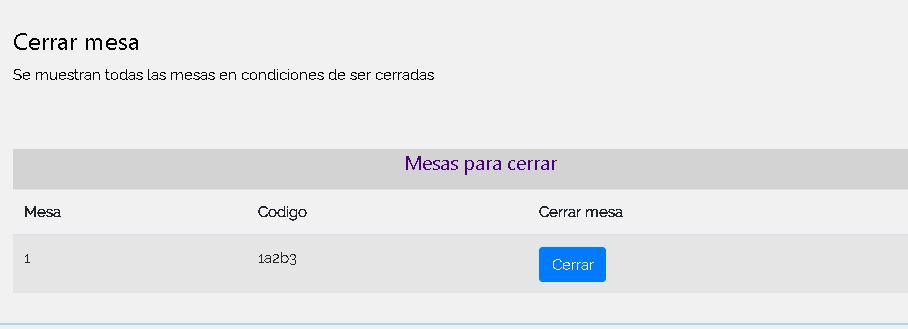 Cerrar mesa
Se muestran todas las mesas en condiciones de ser cerradas
Mesas para cerrar
Mesa Codigo Cerrar mesa
1 1a2b3 Cerrar